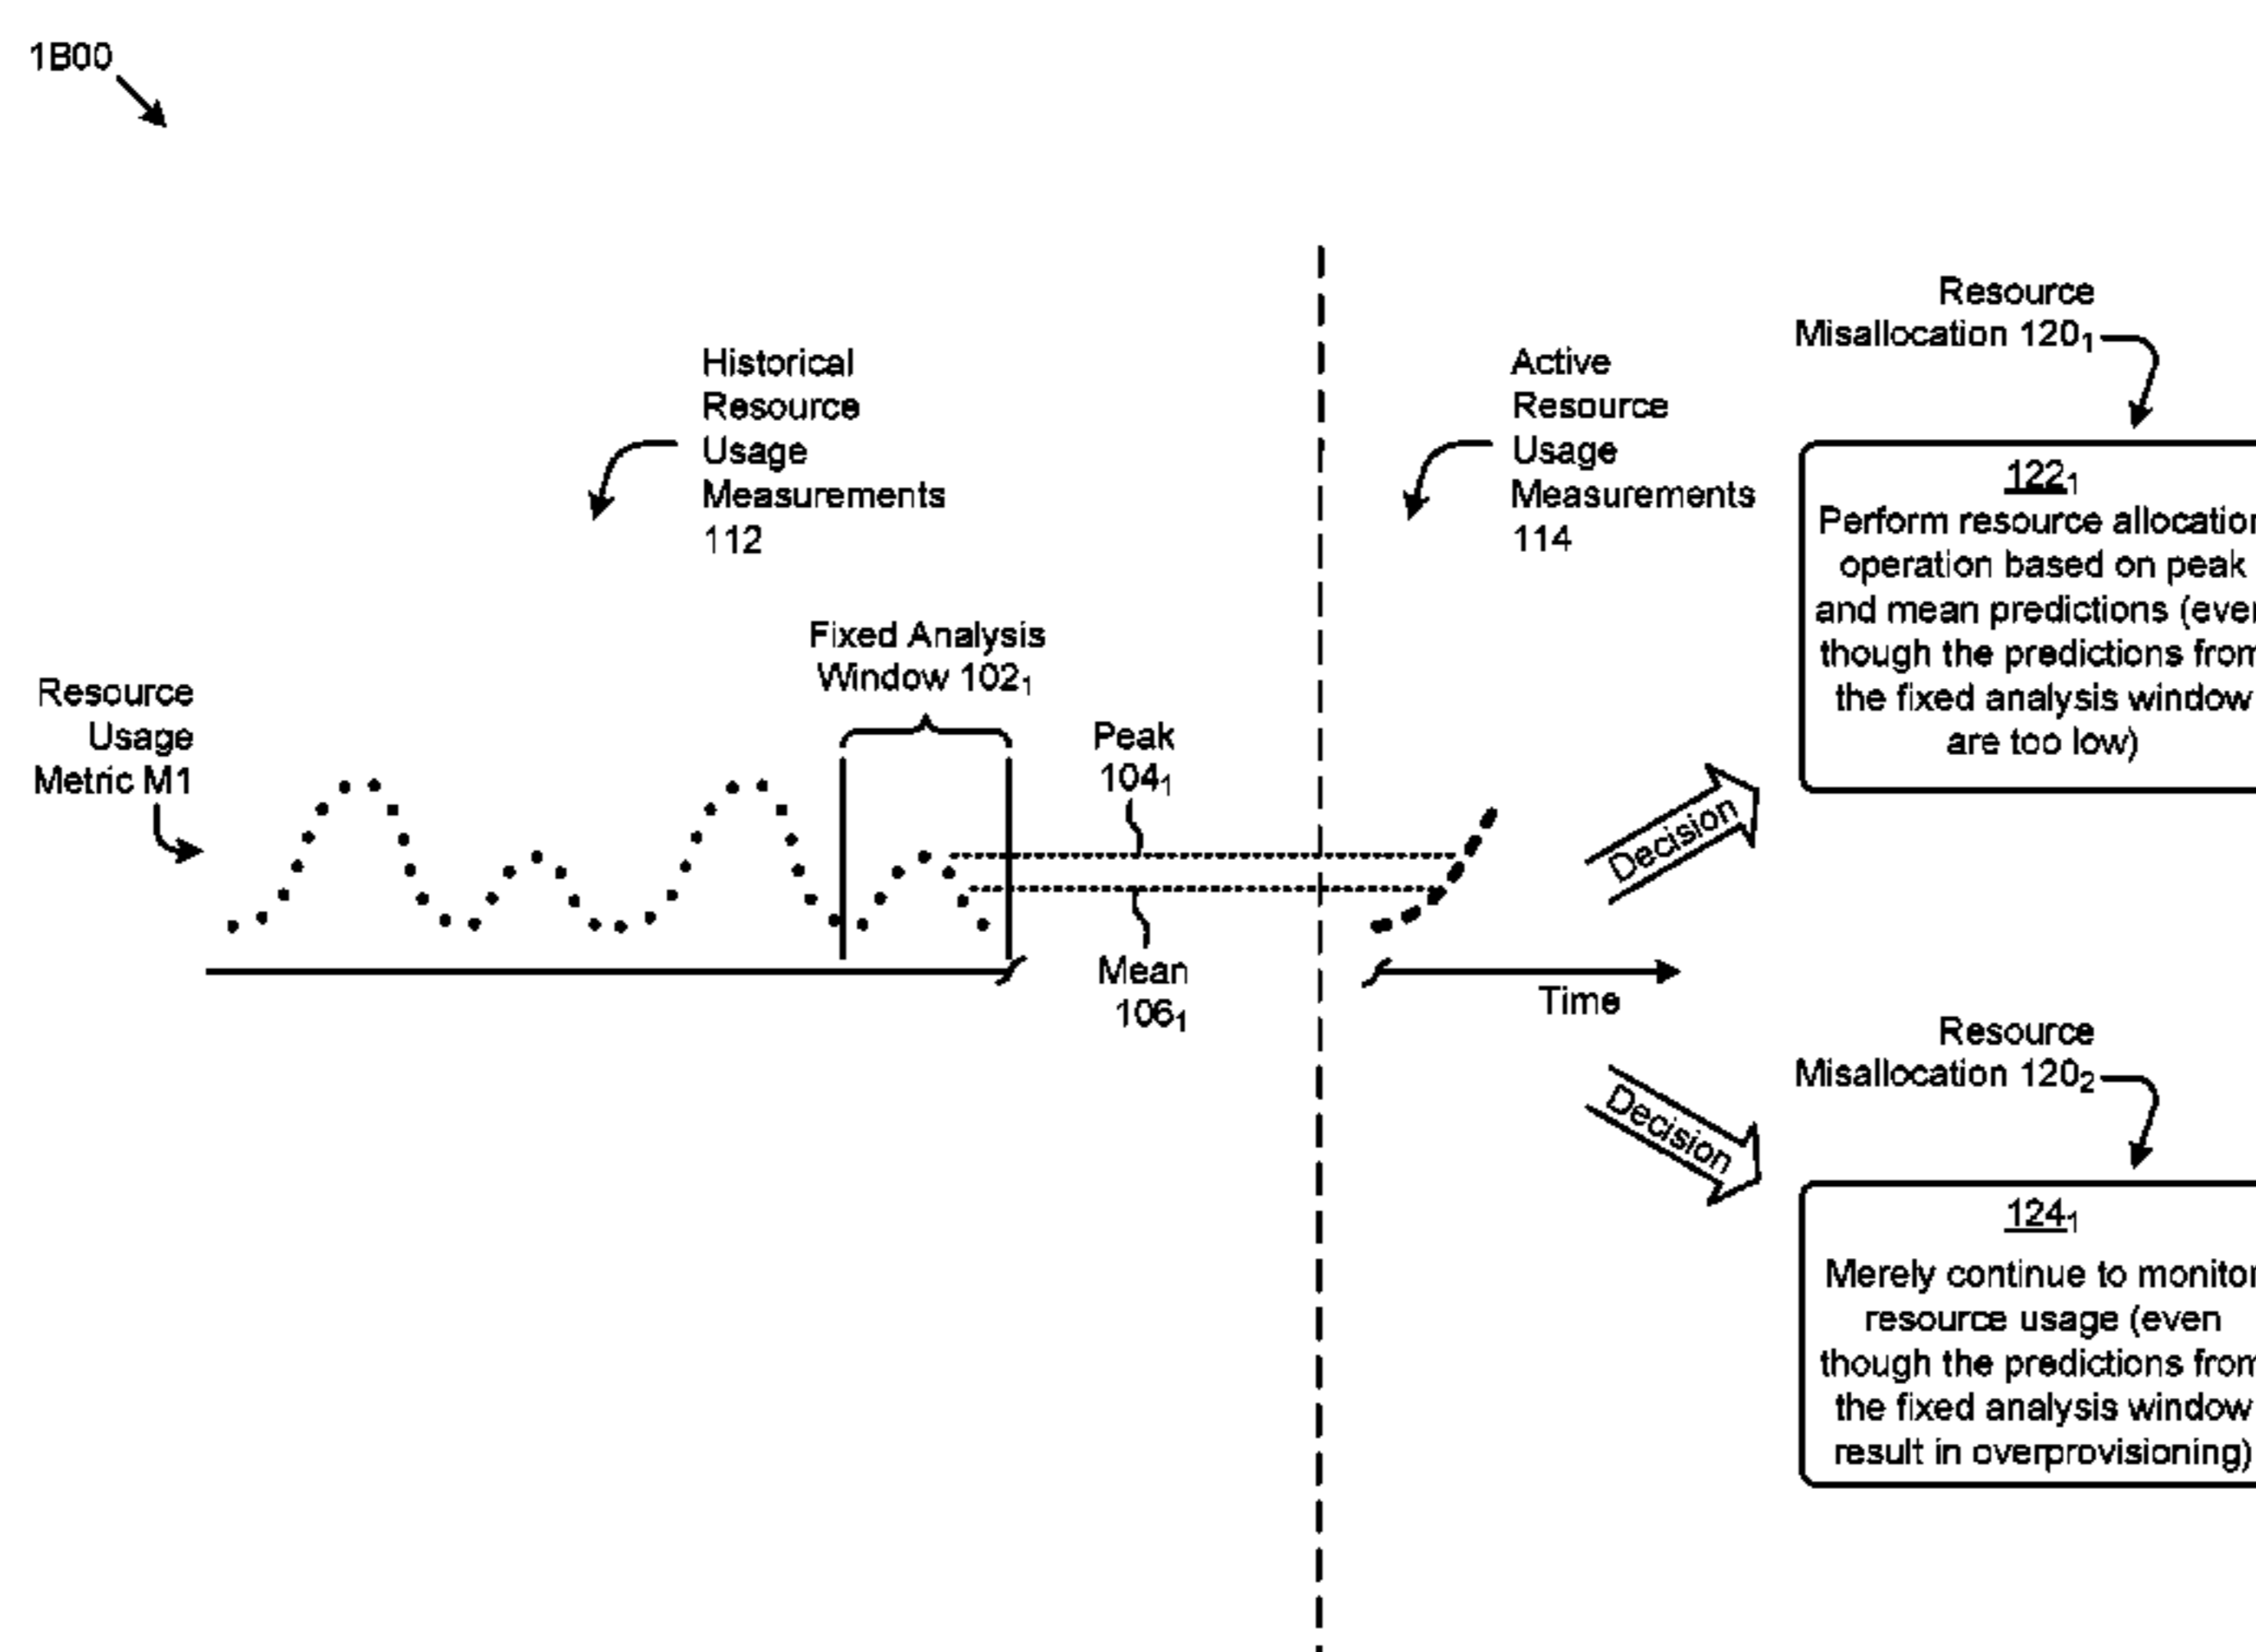 1B00
Historical
Resource
Usage
Measurements
112
Active
Resource
Usage
Measurements
114
Resource
Misallocation 120₁
122₁
Perform resource allocation
operation based on peak
and mean predictions (even
though the predictions from
the fixed analysis window
are too low)
Fixed Analysis
Window 102₁
Resource
Usage
Metric M1
Peak
104₁
Mean
106₁
Decision
Time
Decision
Resource
Misallocation 120₂
124₁
Merely continue to monitor
resource usage (even
though the predictions from
the fixed analysis window
result in overprovisioning)